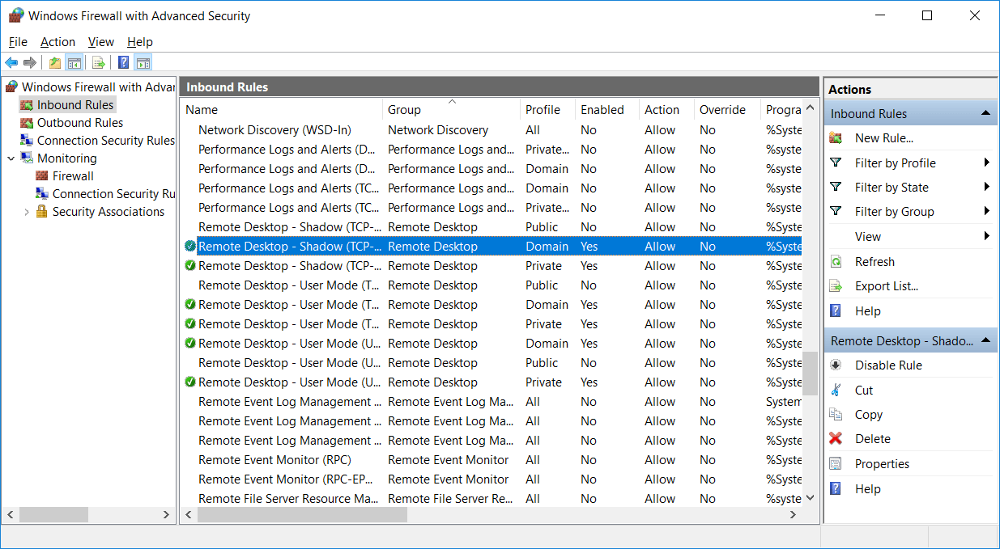 Windows Firewall with Advanced Security
File Action View Help
Windows Firewall with Advar
Inbound Rules
Outbound Rules
Connection Security Rules
Monitoring
Firewall
Connection Security Ru
Security Associations
Inbound Rules
Name Group Profile Enabled Action Override Progra
Network Discovery (WSD-In) Network Discovery All No Allow No %Syste
Performance Logs and Alerts (D... Performance Logs and... Private... No Allow No %syste
Performance Logs and Alerts (D... Performance Logs and... Domain No Allow No %syste
Performance Logs and Alerts (TC... Performance Logs and... Domain No Allow No %syste
Performance Logs and Alerts (TC... Performance Logs and... Private... No Allow No %syste
Remote Desktop - Shadow (TCP-... Remote Desktop Public No Allow No %Syste
Remote Desktop - Shadow (TCP-... Remote Desktop Domain Yes Allow No %Syste
Remote Desktop - Shadow (TCP-... Remote Desktop Private Yes Allow No %Syste
Remote Desktop - User Mode (T... Remote Desktop Public No Allow No %Syste
Remote Desktop - User Mode (T... Remote Desktop Domain Yes Allow No %Syste
Remote Desktop - User Mode (T... Remote Desktop Private Yes Allow No %Syste
Remote Desktop - User Mode (U... Remote Desktop Domain Yes Allow No %Syste
Remote Desktop - User Mode (U... Remote Desktop Public No Allow No %Syste
Remote Desktop - User Mode (U... Remote Desktop Private Yes Allow No %Syste
Remote Event Log Management ... Remote Event Log Ma... All No Allow No System
Remote Event Log Management ... Remote Event Log Ma... All No Allow No %Syste
Remote Event Log Management ... Remote Event Log Ma... All No Allow No %Syste
Remote Event Monitor (RPC) Remote Event Monitor All No Allow No %Syste
Remote Event Monitor (RPC-EP... Remote Event Monitor All No Allow No %Syste
Remote File Server Resource Ma... Remote File Server Re... All No Allow No %syste
Actions
Inbound Rules
New Rule...
Filter by Profile
Filter by State
Filter by Group
View
Refresh
Export List...
Help
Remote Desktop - Shado...
Disable Rule
Cut
Copy
Delete
Properties
Help